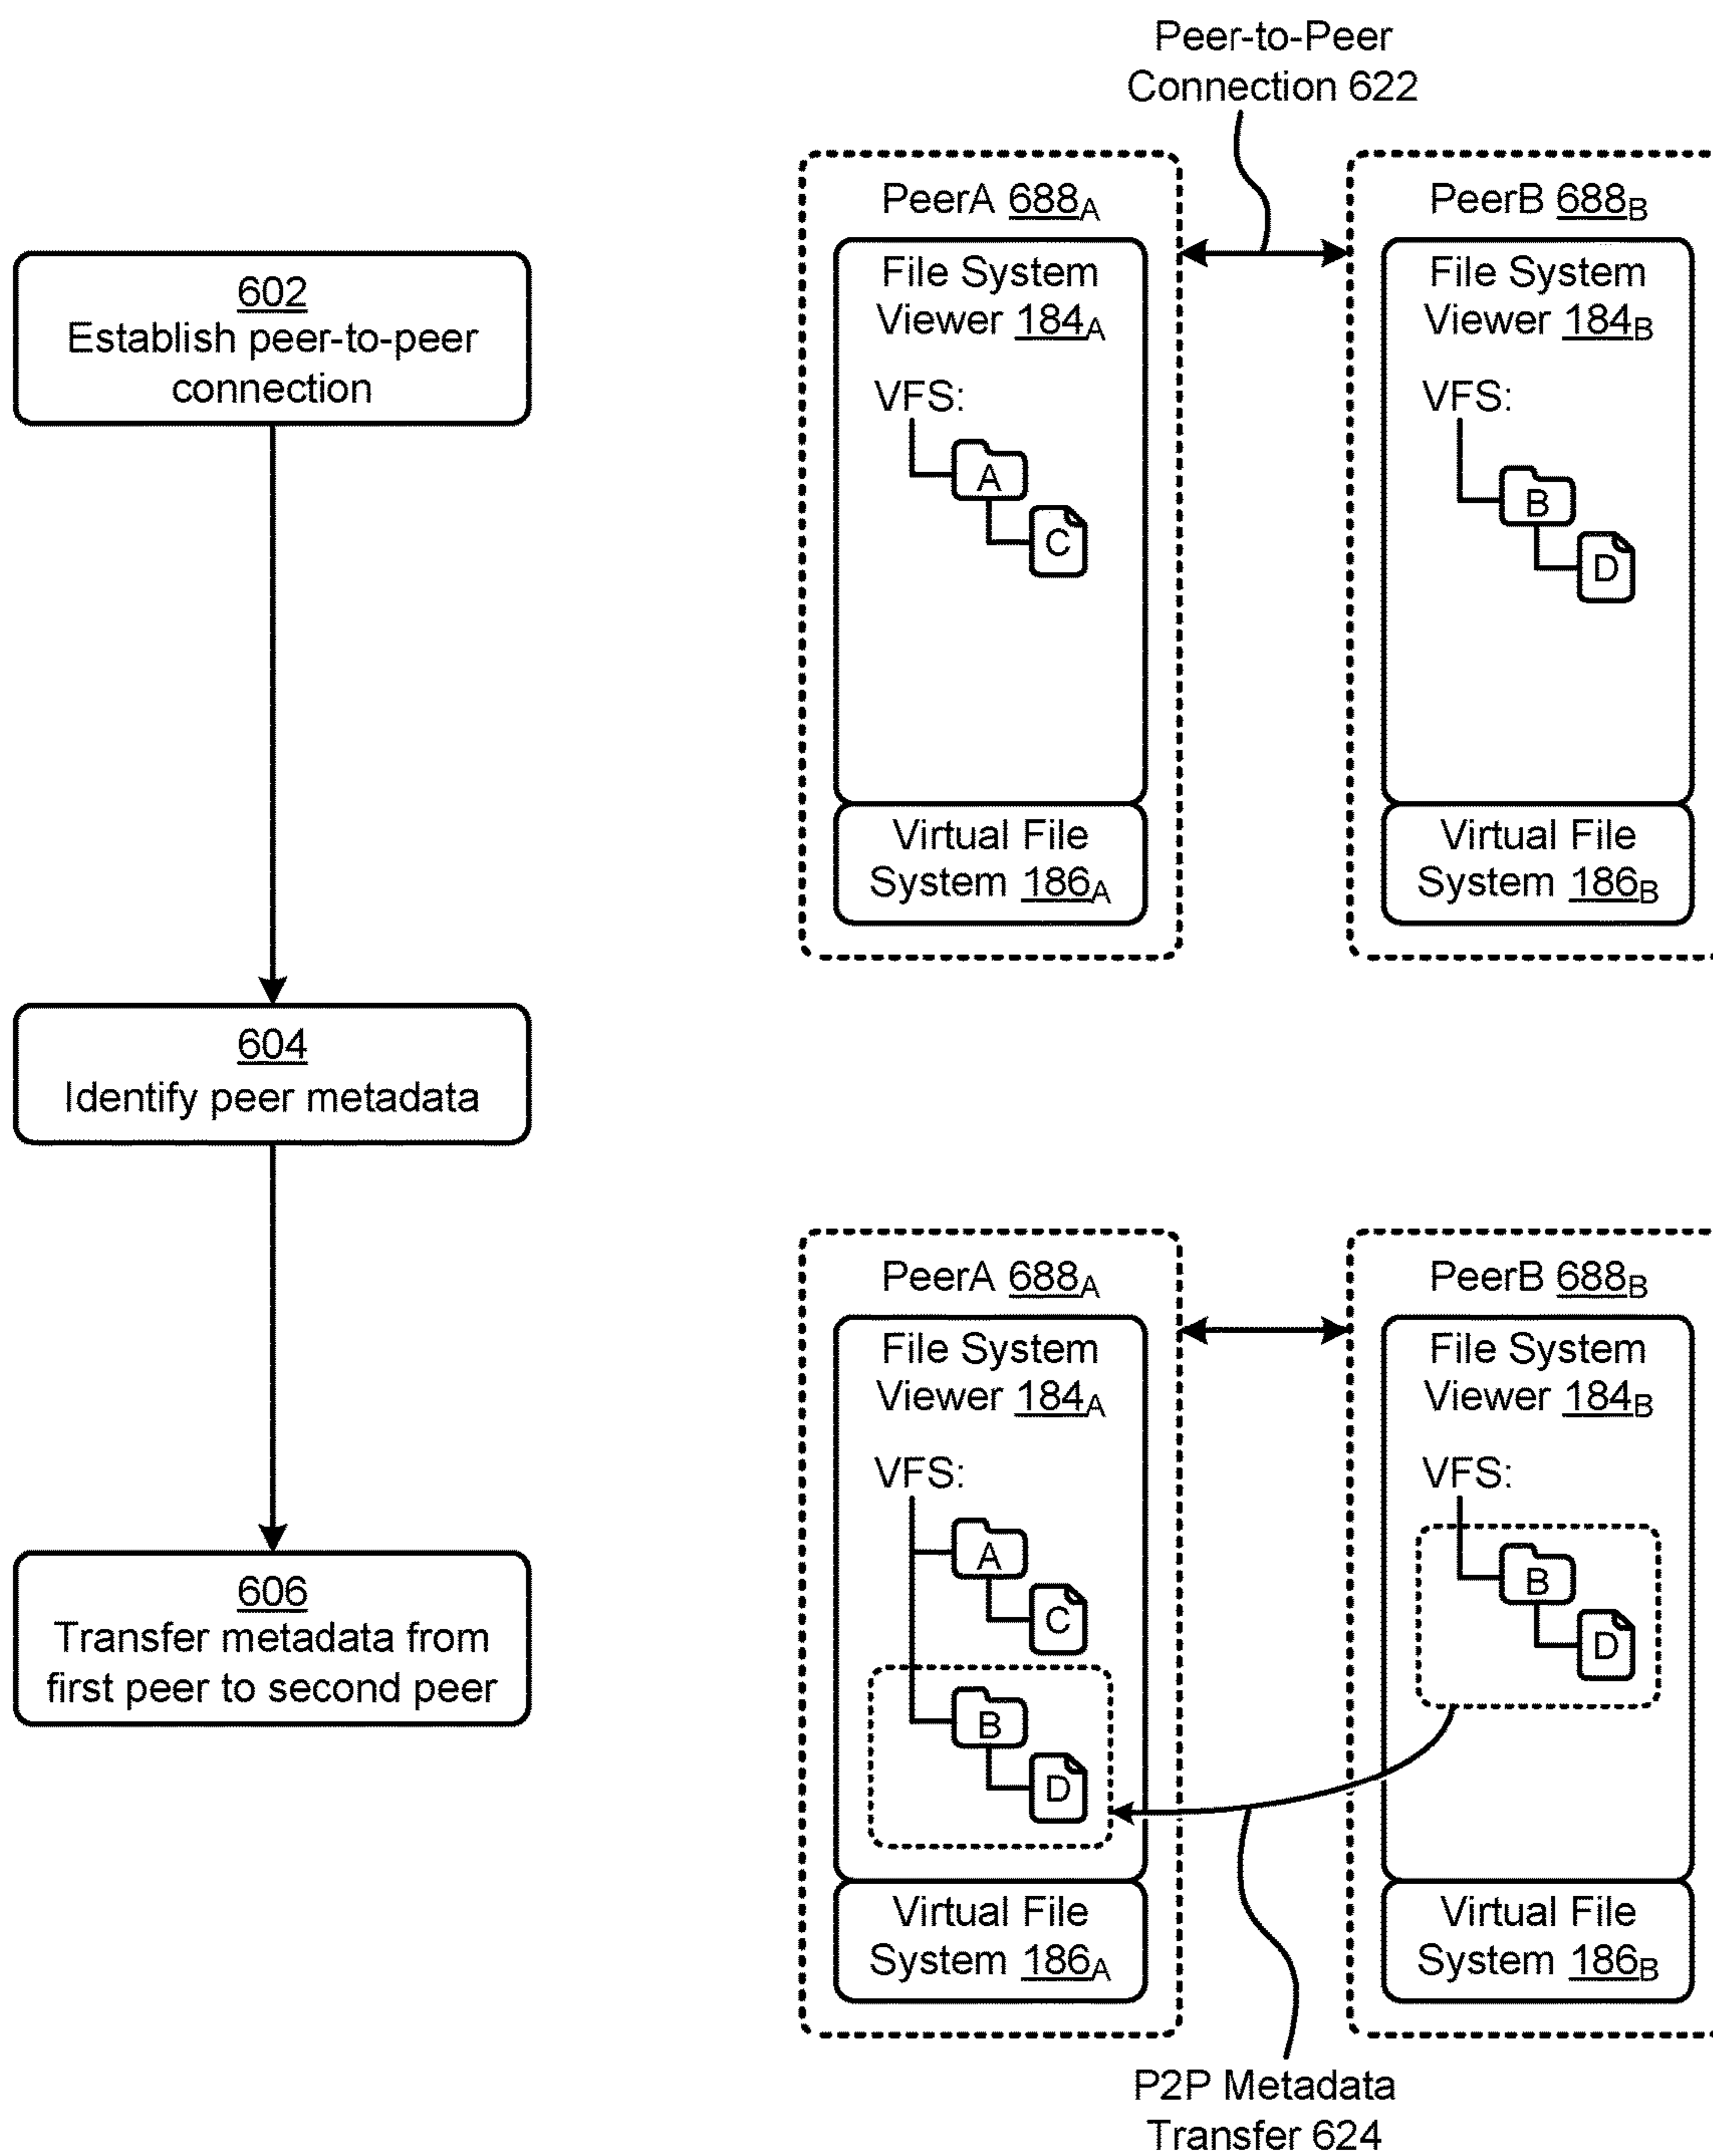 Peer-to-Peer
Connection 622
602
Establish peer-to-peer
connection
604
Identify peer metadata
606
Transfer metadata from
first peer to second peer
PeerA 688A
File System
Viewer 184A
VFS:
A
C
Virtual File
System 186A
PeerB 688B
File System
Viewer 184B
VFS:
B
D
Virtual File
System 186B
PeerA 688A
File System
Viewer 184A
VFS:
A
C
B
D
Virtual File
System 186A
PeerB 688B
File System
Viewer 184B
VFS:
B
D
Virtual File
System 186B
P2P Metadata
Transfer 624